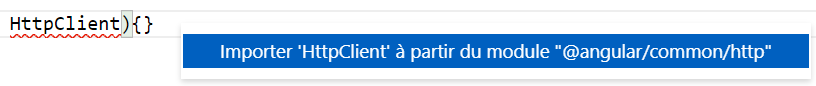 HttpClient){}
Importer 'HttpClient' à partir du module "@angular/common/http"